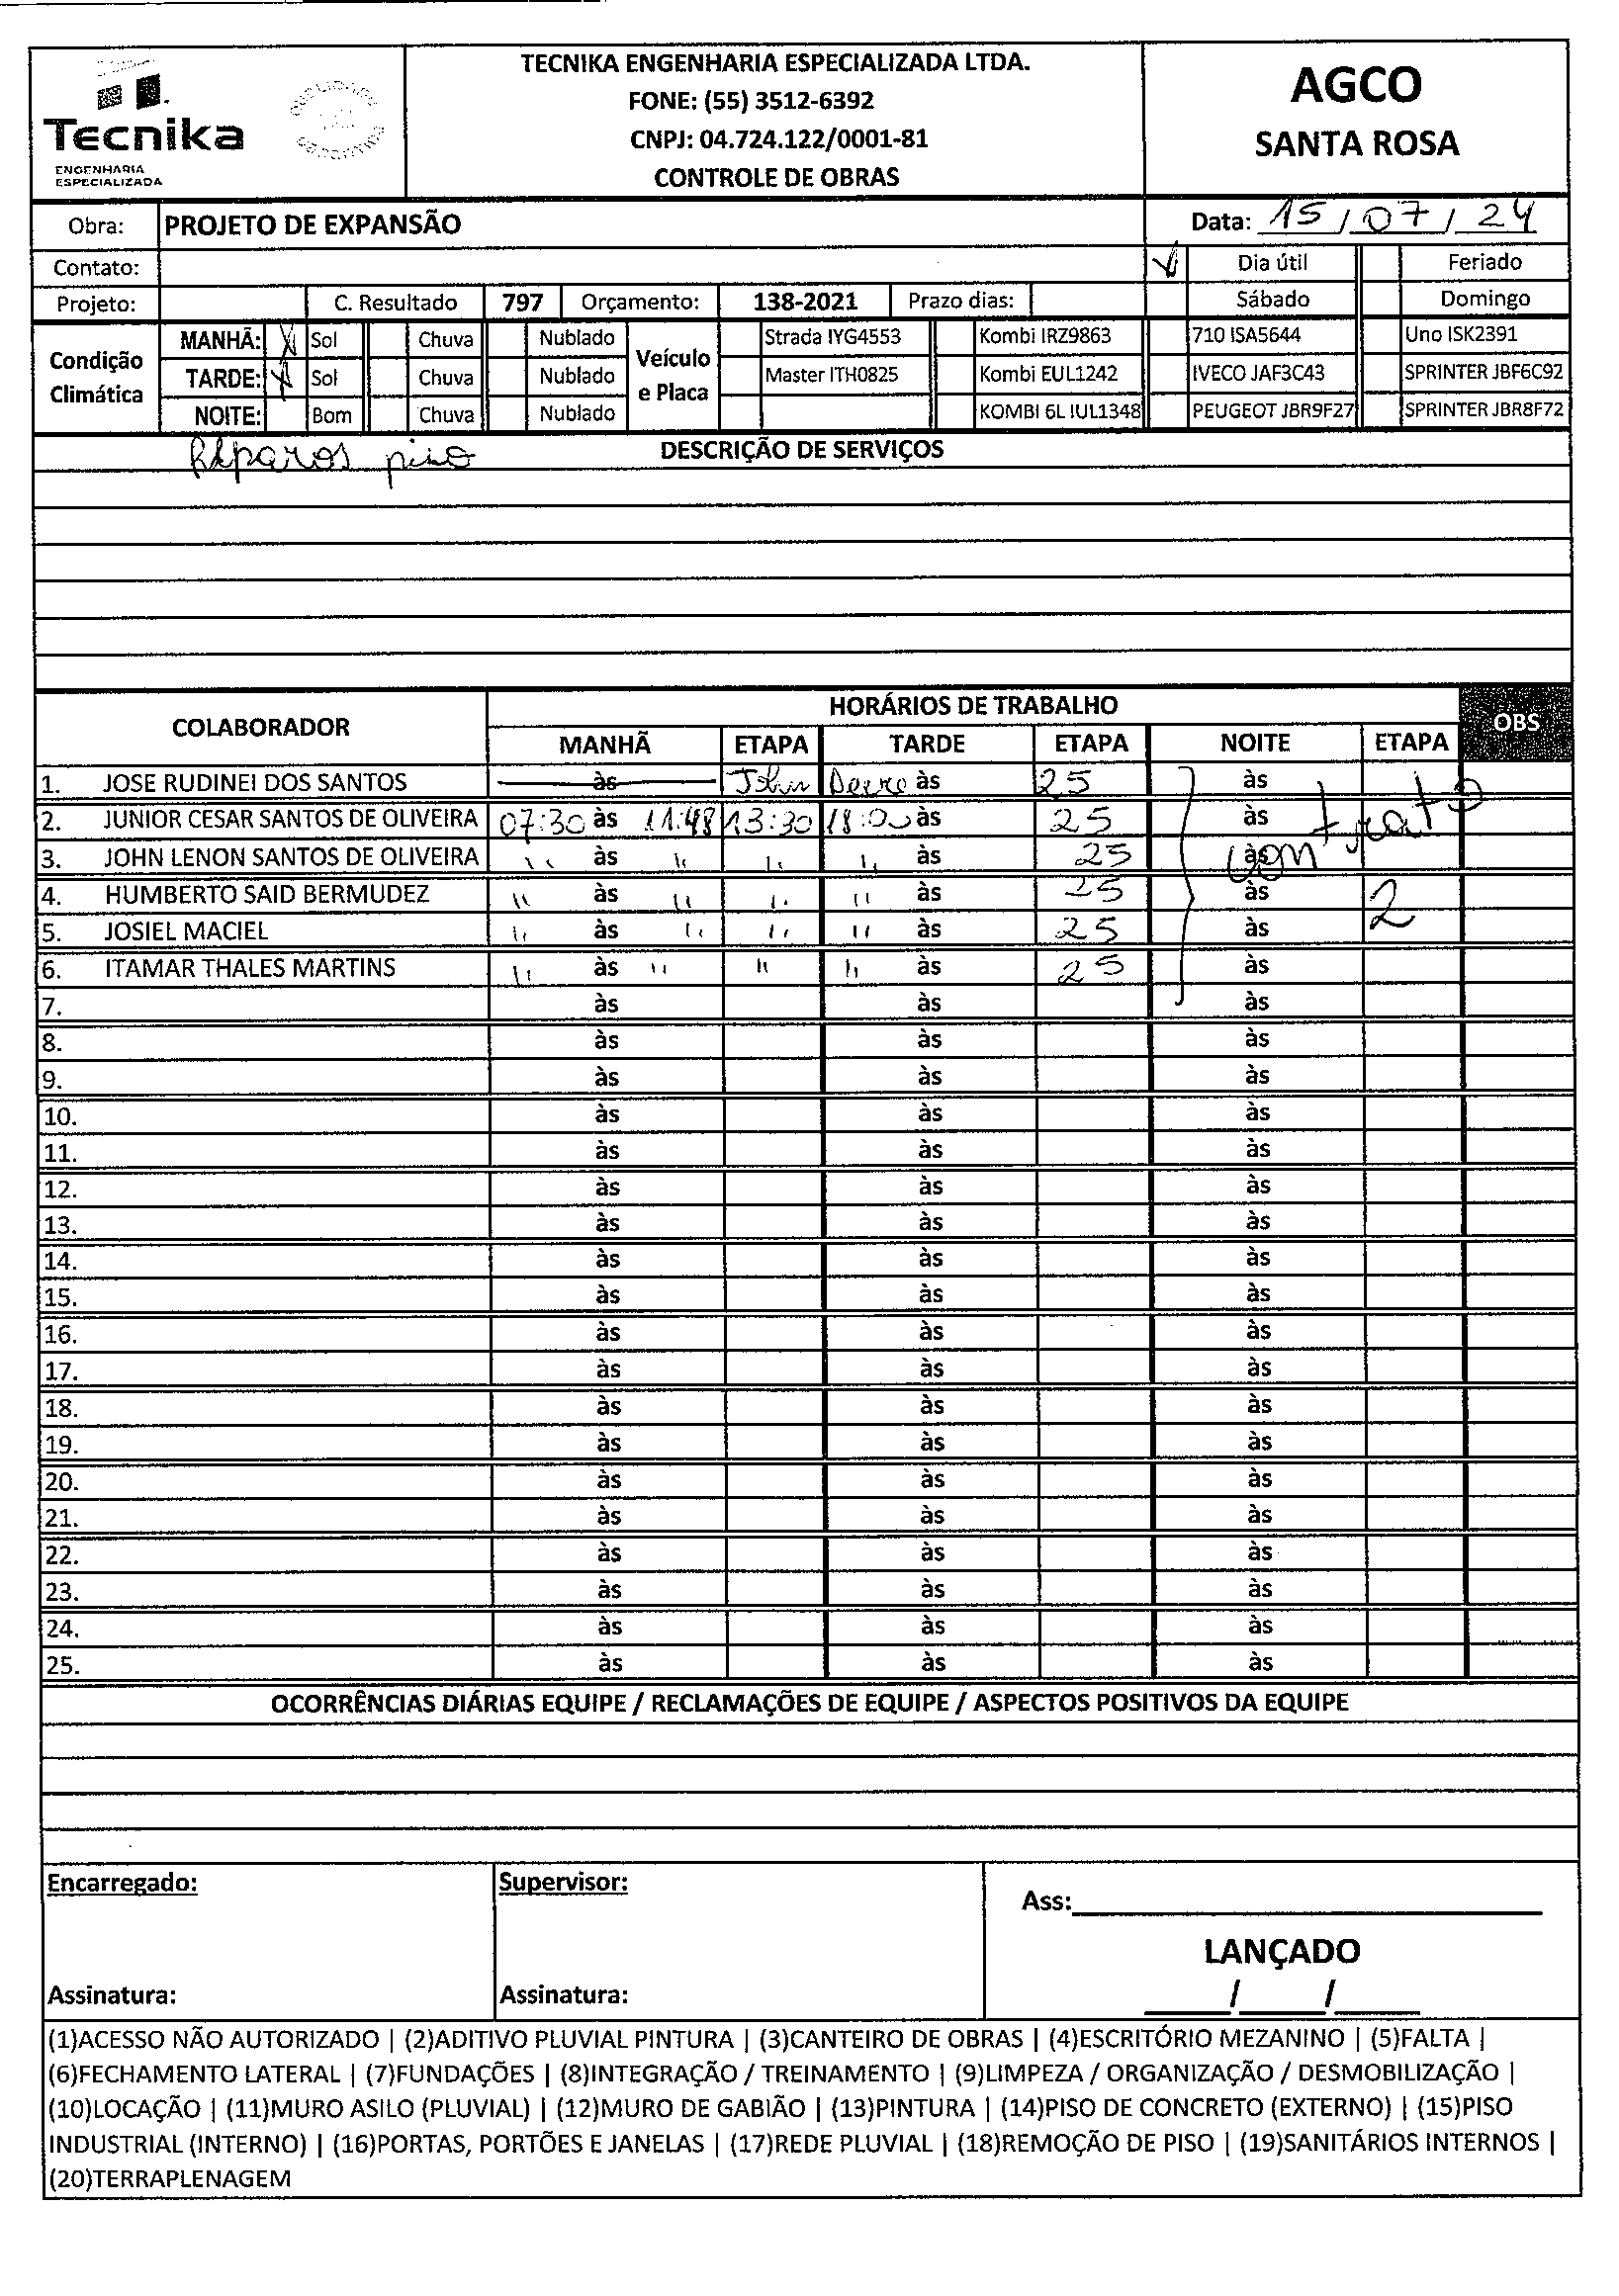 TECNIKA ENGENHARIA ESPECIALIZADA LTDA.
FONE: (55) 3512-6392
CNPJ: 04.724.122/0001-81
CONTROLE DE OBRAS
Tecnika
ENGENHARIA
ESPECIALIZADA
AGCO
SANTA ROSA
Obra: PROJETO DE EXPANSÃO Data: 15/07/24
Contato: Dia útil Feriado
Projeto: C. Resultado 797 Orçamento: 138-2021 Prazo dias: Sábado Domingo
Condição Climática
MANHÃ: X Sol Chuva Nublado
TARDE: X Sol Chuva Nublado
NOITE: Bom Chuva Nublado
Veículo e Placa
Strada IYG4553 Kombi IRZ9863 710 ISA5644 Uno ISK2391
Master ITH0825 Kombi EUL1242 IVECO JAF3C43 SPRINTER JBF6C92
KOMBI 6L IUL1348 PEUGEOT JBR9F27 SPRINTER JBR8F72
DESCRIÇÃO DE SERVIÇOS
Reparos piso
COLABORADOR HORÁRIOS DE TRABALHO OBS
MANHÃ ETAPA TARDE ETAPA NOITE ETAPA
1. JOSE RUDINEI DOS SANTOS às John Deere às 25 às
2. JUNIOR CESAR SANTOS DE OLIVEIRA 07:30 às 11:48 13:30 18:00 às 25 às
3. JOHN LENON SANTOS DE OLIVEIRA " às " " " às 25 às
4. HUMBERTO SAID BERMUDEZ " às " " " às 25 às
5. JOSIEL MACIEL " às " " " às 25 às
6. ITAMAR THALES MARTINS " às " " " às 25 às
contrato
2
7. às às às
8. às às às
9. às às às
10. às às às
11. às às às
12. às às às
13. às às às
14. às às às
15. às às às
16. às às às
17. às às às
18. às às às
19. às às às
20. às às às
21. às às às
22. às às às
23. às às às
24. às às às
25. às às às
OCORRÊNCIAS DIÁRIAS EQUIPE / RECLAMAÇÕES DE EQUIPE / ASPECTOS POSITIVOS DA EQUIPE
Encarregado: Supervisor: Ass:
LANÇADO
Assinatura: Assinatura: / /
(1)ACESSO NÃO AUTORIZADO | (2)ADITIVO PLUVIAL PINTURA | (3)CANTEIRO DE OBRAS | (4)ESCRITÓRIO MEZANINO | (5)FALTA |
(6)FECHAMENTO LATERAL | (7)FUNDAÇÕES | (8)INTEGRAÇÃO / TREINAMENTO | (9)LIMPEZA / ORGANIZAÇÃO / DESMOBILIZAÇÃO |
(10)LOCAÇÃO | (11)MURO ASILO (PLUVIAL) | (12)MURO DE GABIÃO | (13)PINTURA | (14)PISO DE CONCRETO (EXTERNO) | (15)PISO
INDUSTRIAL (INTERNO) | (16)PORTAS, PORTÕES E JANELAS | (17)REDE PLUVIAL | (18)REMOÇÃO DE PISO | (19)SANITÁRIOS INTERNOS |
(20)TERRAPLENAGEM